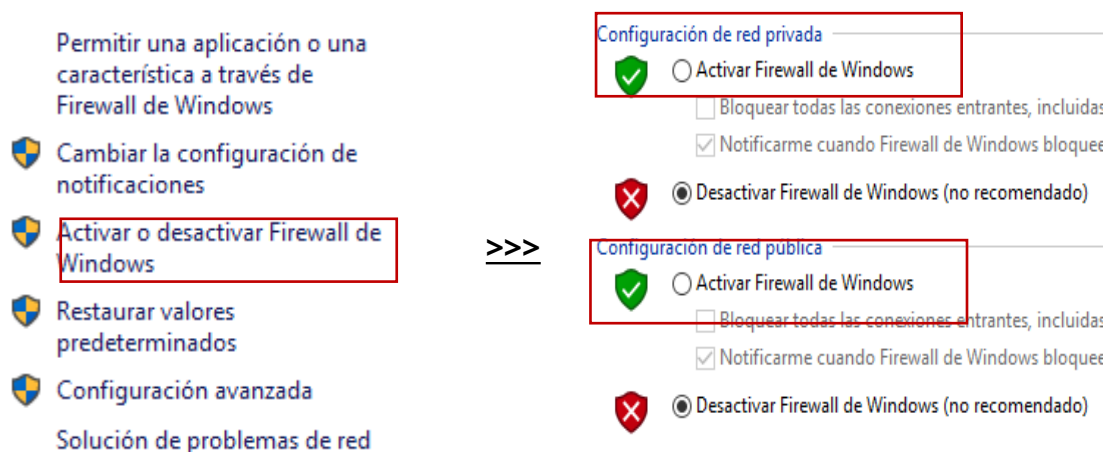 Permitir una aplicación o una
característica a través de
Firewall de Windows
Cambiar la configuración de
notificaciones
Activar o desactivar Firewall de
Windows
Restaurar valores
predeterminados
Configuración avanzada
Solución de problemas de red
>>>
Configuración de red privada
Activar Firewall de Windows
Bloquear todas las conexiones entrantes, incluidas
Notificarme cuando Firewall de Windows bloquee
Desactivar Firewall de Windows (no recomendado)
Configuración de red pública
Activar Firewall de Windows
Bloquear todas las conexiones entrantes, incluidas
Notificarme cuando Firewall de Windows bloquee
Desactivar Firewall de Windows (no recomendado)